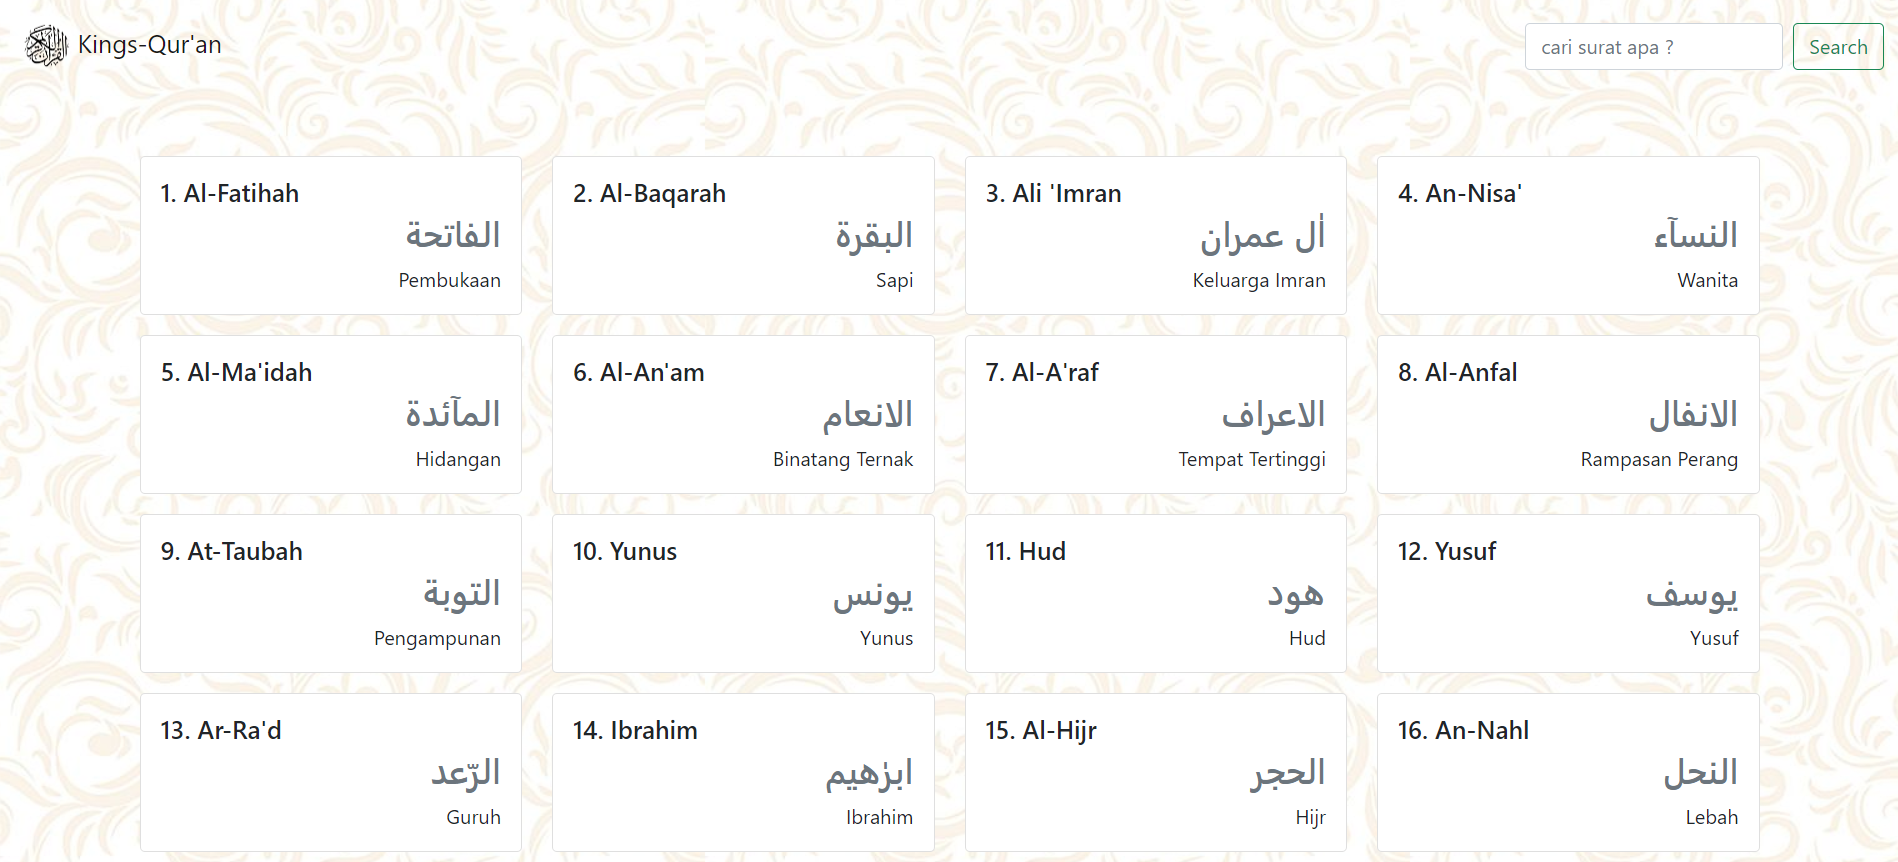 Kings-Qur'an
cari surat apa ?
Search
1. Al-Fatihah
الفاتحة
Pembukaan
2. Al-Baqarah
البقرة
Sapi
3. Ali 'Imran
اٰل عمران
Keluarga Imran
4. An-Nisa'
النساۤء
Wanita
5. Al-Ma'idah
الماۤئدة
Hidangan
6. Al-An'am
الانعام
Binatang Ternak
7. Al-A'raf
الاعراف
Tempat Tertinggi
8. Al-Anfal
الانفال
Rampasan Perang
9. At-Taubah
التوبة
Pengampunan
10. Yunus
يونس
Yunus
11. Hud
هود
Hud
12. Yusuf
يوسف
Yusuf
13. Ar-Ra'd
الرّعد
Guruh
14. Ibrahim
ابرٰهيم
Ibrahim
15. Al-Hijr
الحجر
Hijr
16. An-Nahl
النحل
Lebah